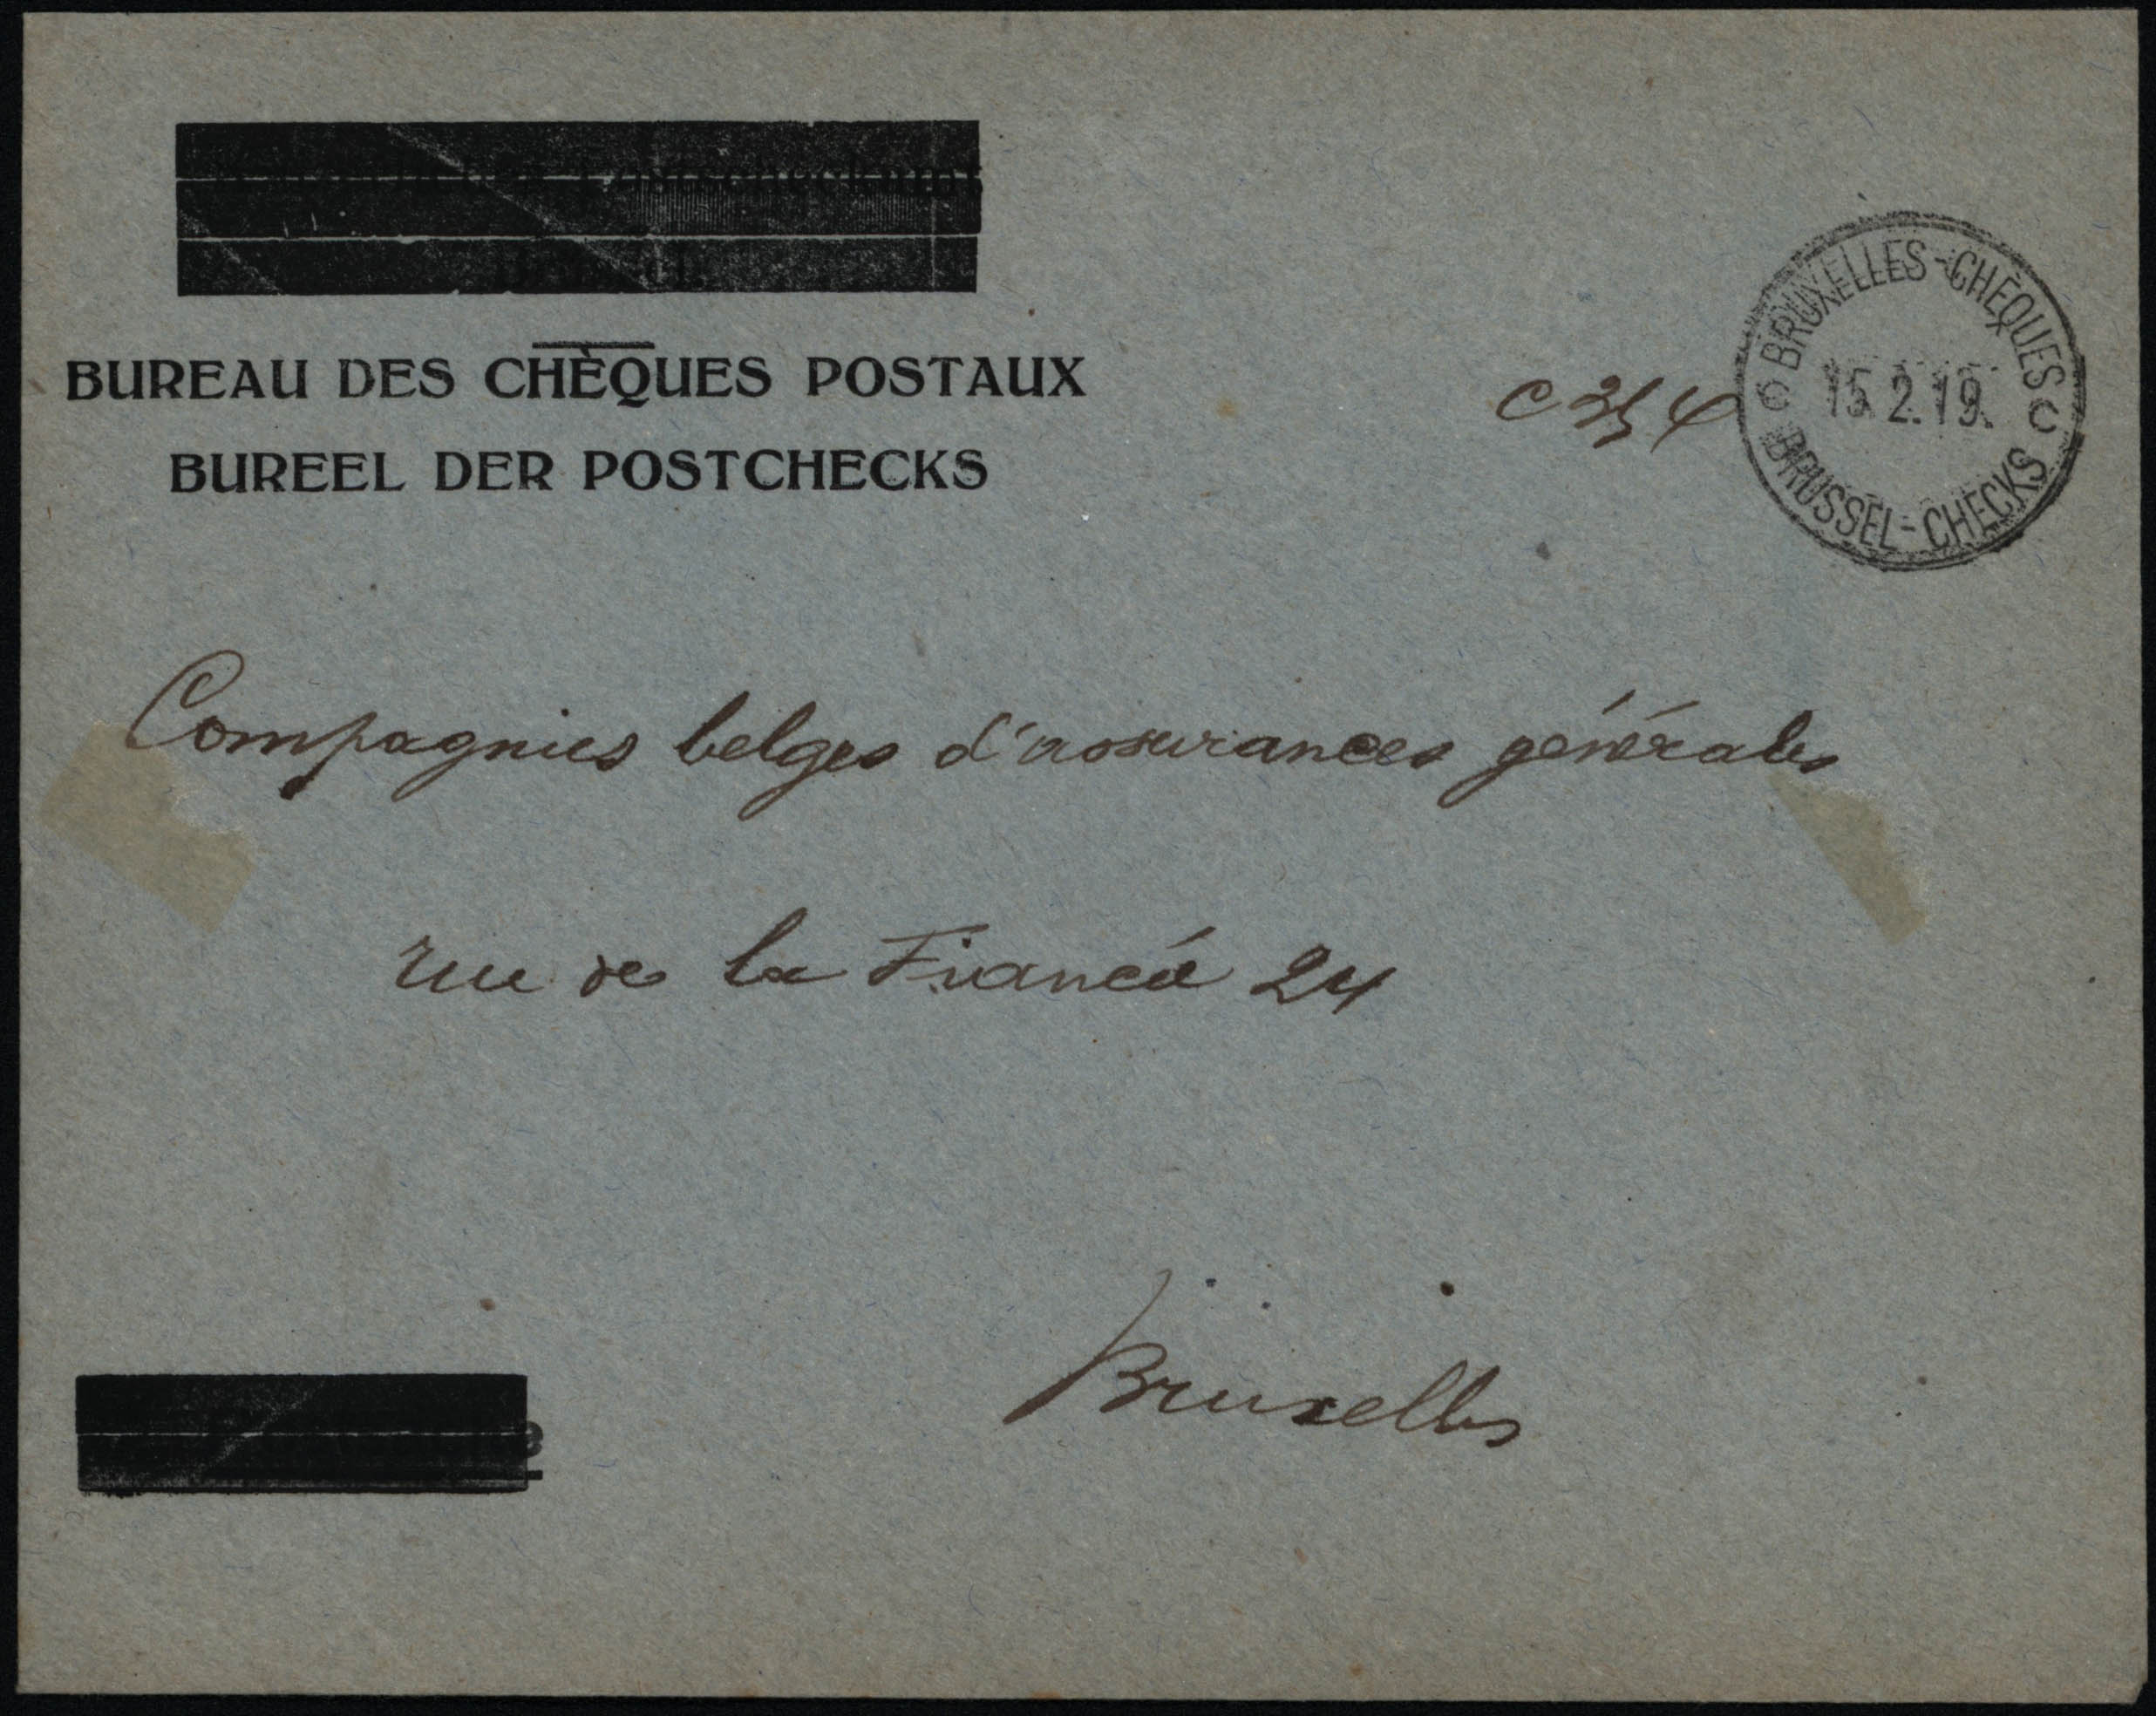 BUREAU DES CHÈQUES POSTAUX
BUREEL DER POSTCHECKS
BRUXELLES-CHÈQUES
15.2.19.
C
BRUSSEL-CHECKS
Compagnies belges d'assurances générales
rue de la Fiancée 24
Bruxelles